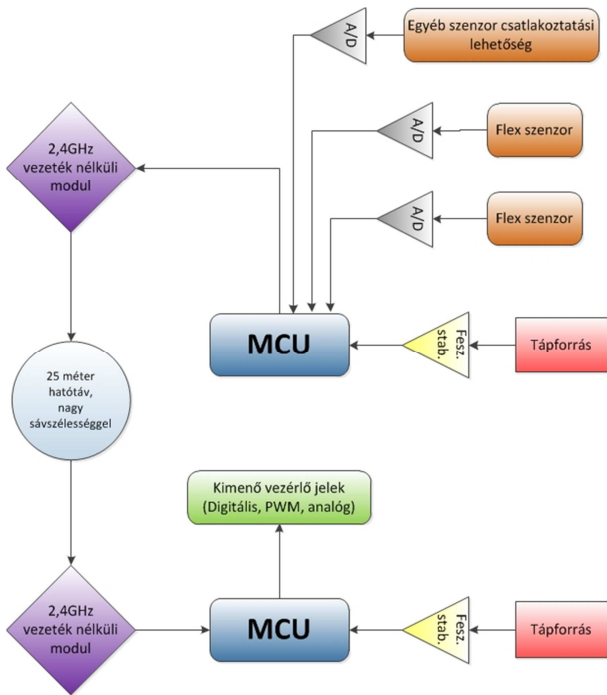 A/D
Egyéb szenzor csatlakoztatási
lehetőség
2,4GHz
vezeték nélküli
modul
A/D
Flex szenzor
A/D
Flex szenzor
MCU
Fesz.
stab.
Tápforrás
25 méter
hatótáv,
nagy
sávszélességgel
Kimenő vezérlő jelek
(Digitális, PWM, analóg)
2,4GHz
vezeték nélküli
modul
MCU
Fesz.
stab.
Tápforrás